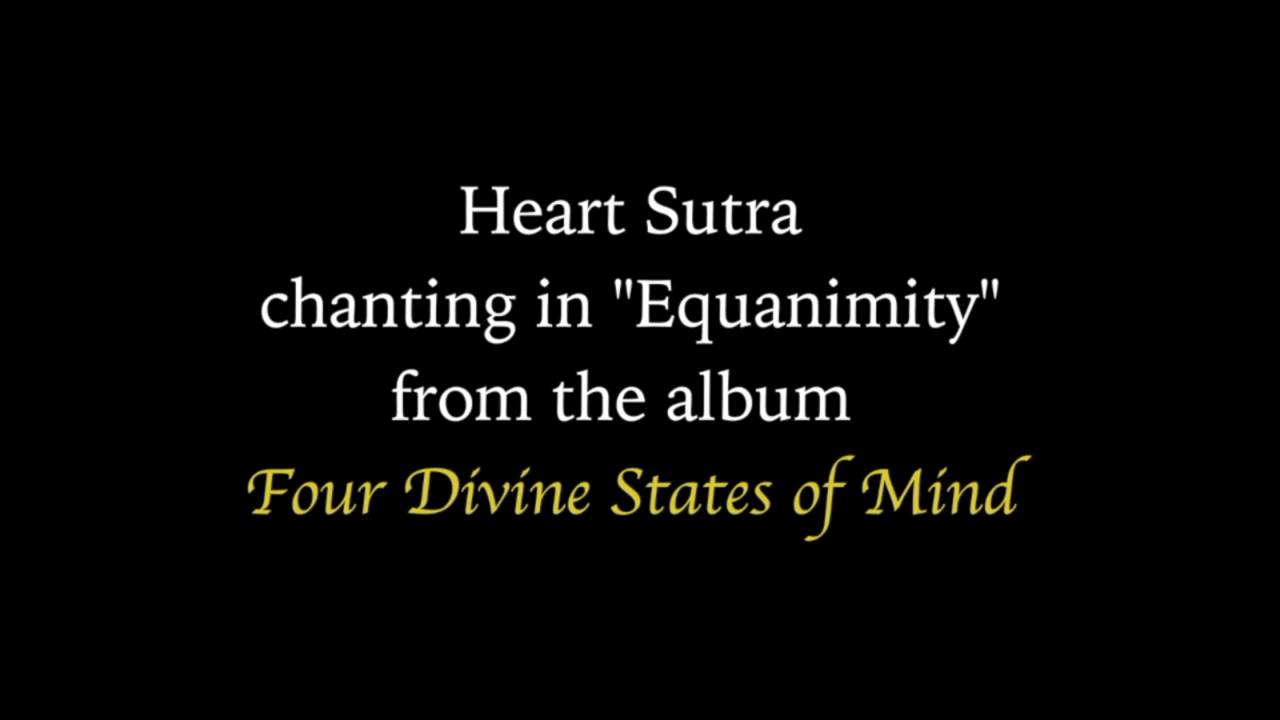 Heart Sutra
chanting in "Equanimity"
from the album
Four Divine States of Mind